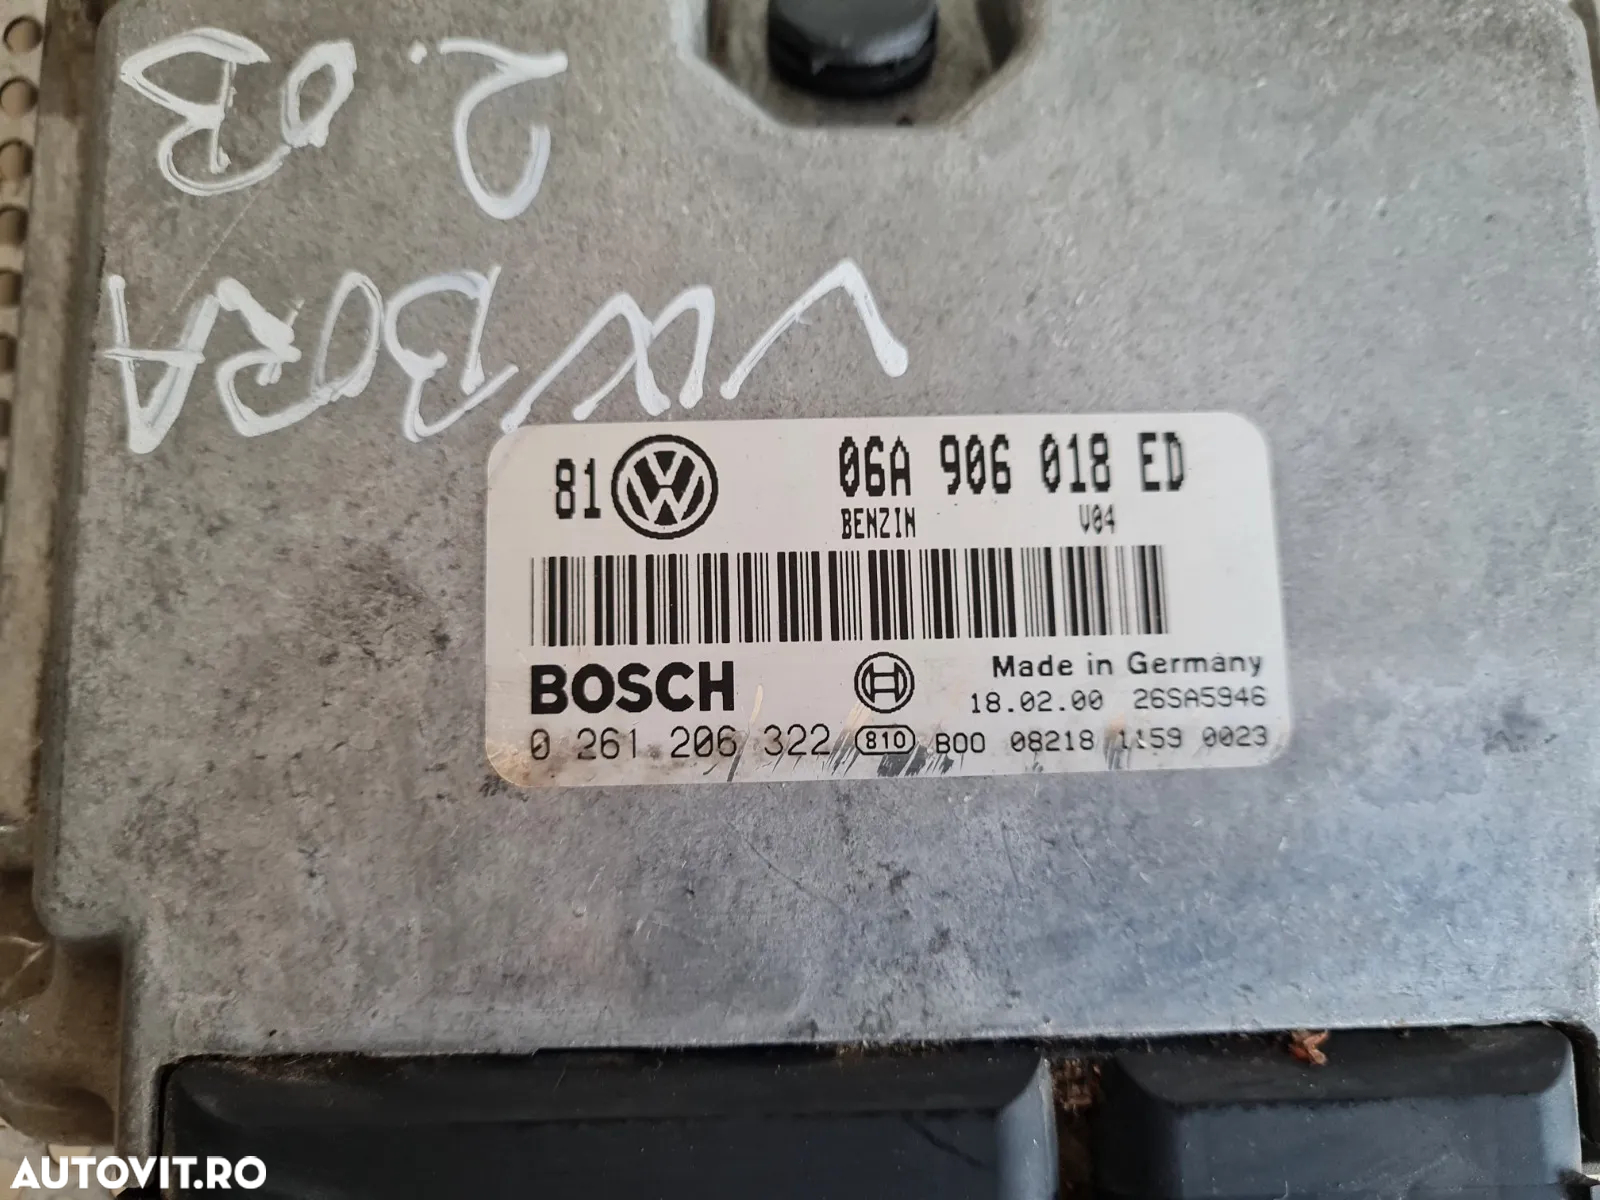 2.0B
VW BORA
81 06A 906 018 ED
BENZIN V04
BOSCH Made in Germany
18.02.00 26SA5946
0 261 206 322 810 B00 08218 1159 0023
AUTOVIT.RO